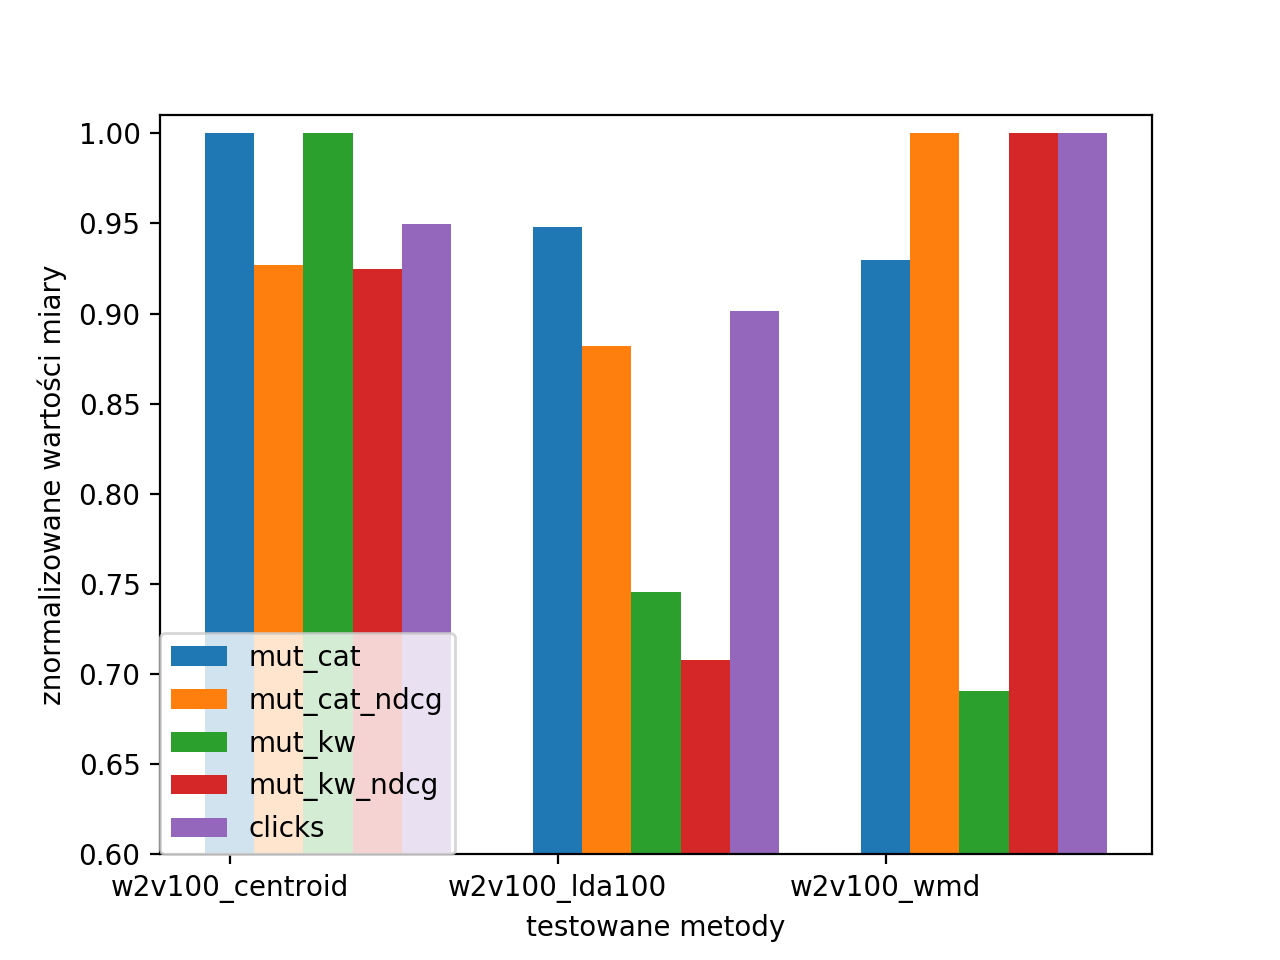 1.00
0.95
0.90
0.85
0.80
0.75
0.70
0.65
0.60
znormalizowane wartości miary
mut_cat
mut_cat_ndcg
mut_kw
mut_kw_ndcg
clicks
w2v100_centroid w2v100_lda100 w2v100_wmd
testowane metody